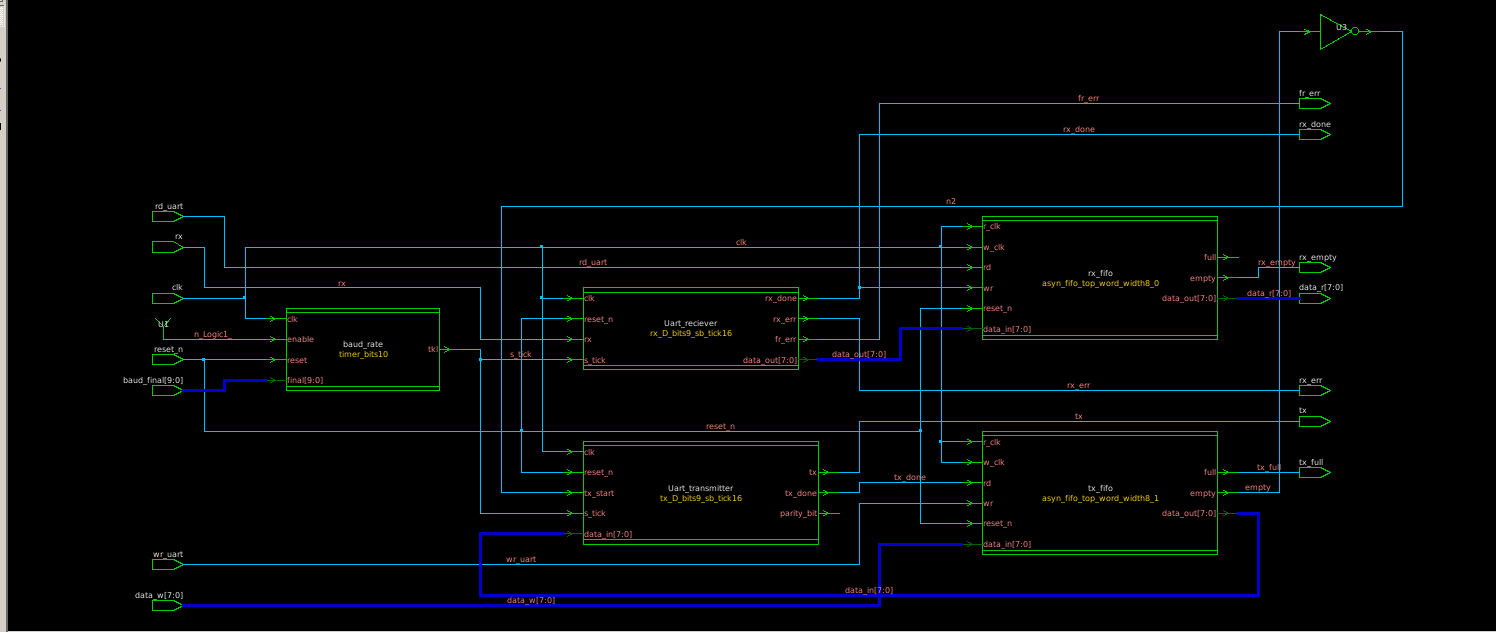 U3
fr_err
fr_err
rx_done
rx_done
n2
rd_uart
rx
clk
rd_uart
rx
clk
U1
n_Logic1_
reset_n
baud_final[9:0]
clk
enable
reset
final[9:0]
baud_rate
timer_bits10
tkl
s_tick
clk
reset_n
rx
s_tick
Uart_reciever
rx_D_bits9_sb_tick16
rx_done
rx_err
fr_err
data_out[7:0]
data_out[7:0]
r_clk
w_clk
rd
wr
reset_n
data_in[7:0]
rx_fifo
asyn_fifo_top_word_width8_0
full
empty
data_out[7:0]
rx_empty
rx_empty
data_r[7:0]
data_r[7:0]
rx_err
rx_err
tx
tx
reset_n
clk
reset_n
tx_start
s_tick
data_in[7:0]
Uart_transmitter
tx_D_bits9_sb_tick16
tx
tx_done
parity_bit
tx_done
r_clk
w_clk
rd
wr
reset_n
data_in[7:0]
tx_fifo
asyn_fifo_top_word_width8_1
full
empty
data_out[7:0]
tx_full
tx_full
empty
wr_uart
wr_uart
data_in[7:0]
data_w[7:0]
data_w[7:0]